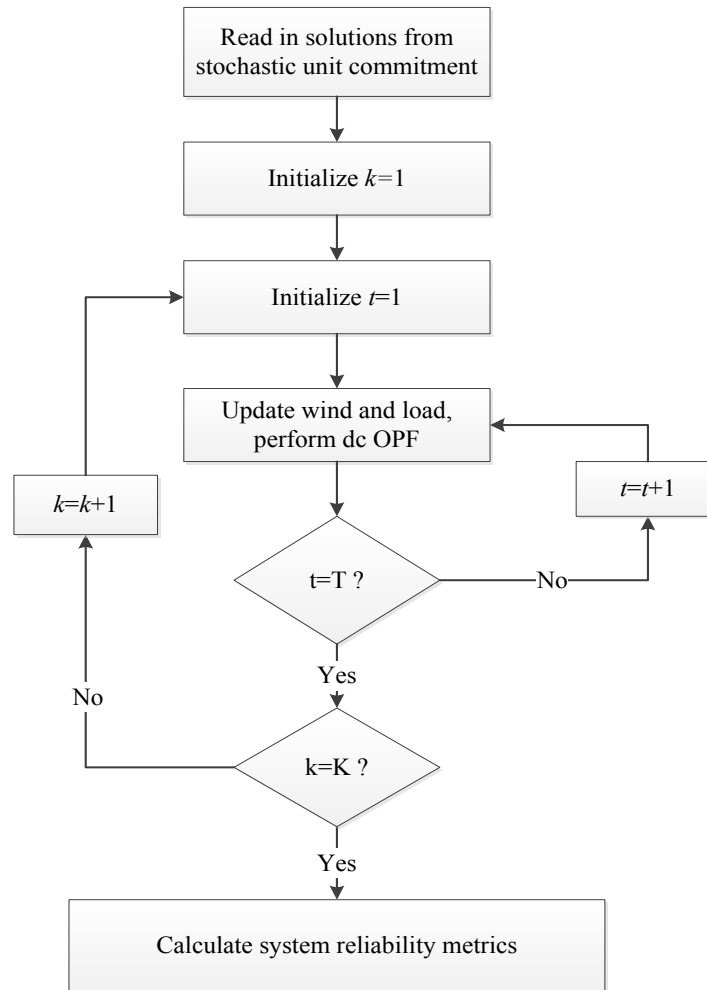 Read in solutions from
stochastic unit commitment
Initialize k=1
Initialize t=1
Update wind and load,
perform dc OPF
k=k+1
t=t+1
t=T ?
No
Yes
No
k=K ?
Yes
Calculate system reliability metrics